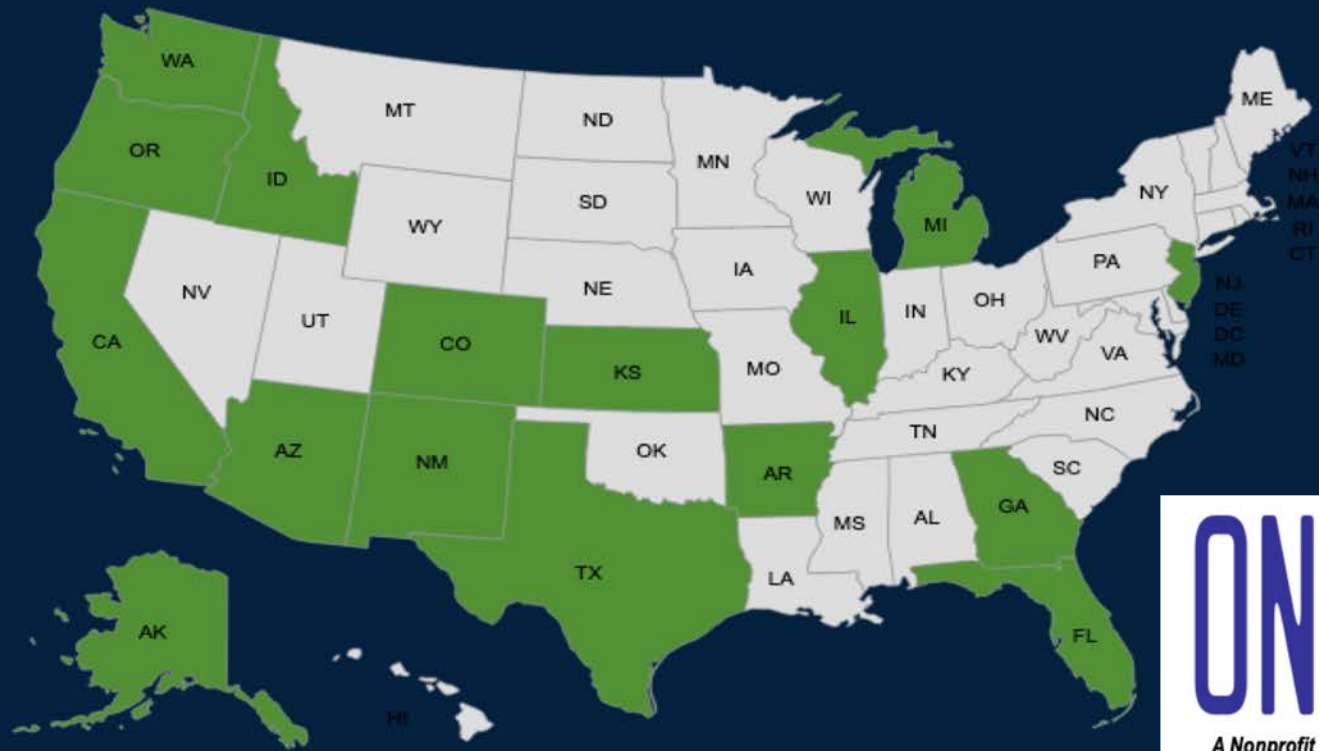 WA
MT
ND
MN
ME
OR
ID
SD
WI
MI
NY
VT
NH
MA
RI
CT
WY
IA
PA
NV
NE
NJ
UT
IL
IN
OH
DE
DC
MD
CA
CO
KS
MO
WV
VA
KY
NC
AZ
NM
OK
AR
TN
SC
MS
AL
GA
TX
LA
AK
FL
HI
ON
A Nonprofit